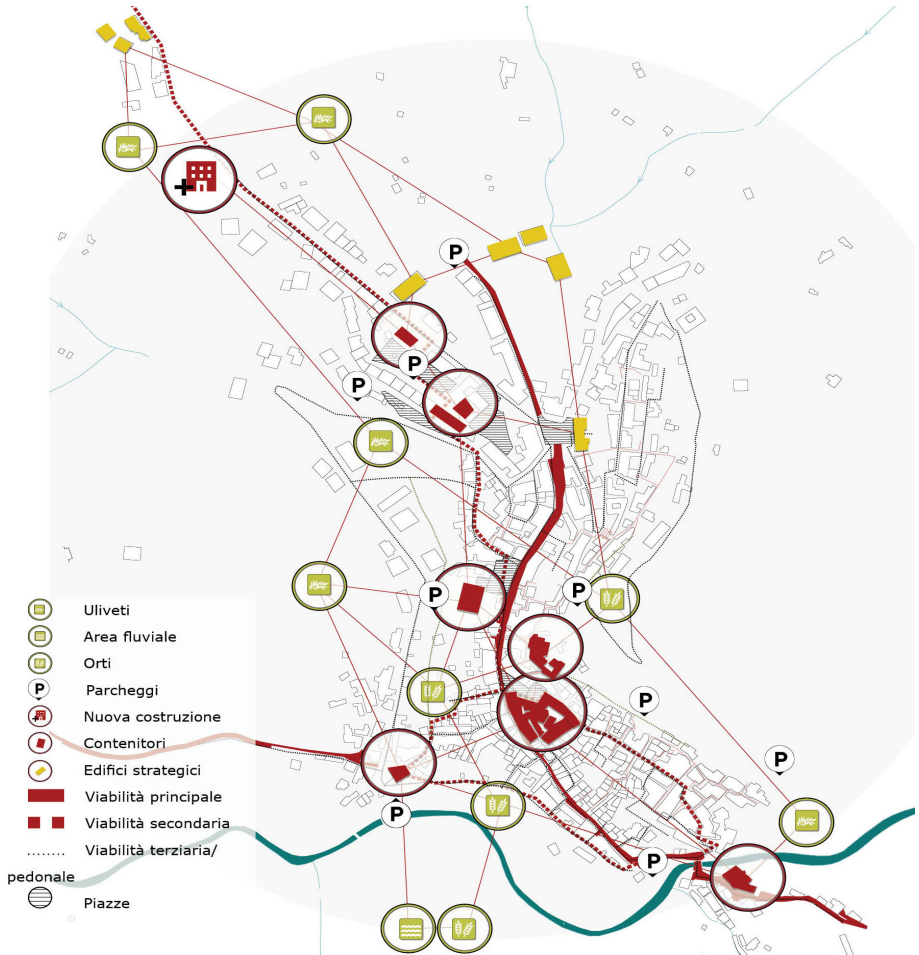 P
P
P
P
P
P
P
P
P
Uliveti
Area fluviale
Orti
P
Parcheggi
Nuova costruzione
Contenitori
Edifici strategici
Viabilità principale
Viabilità secondaria
Viabilità terziaria/
pedonale
Piazze